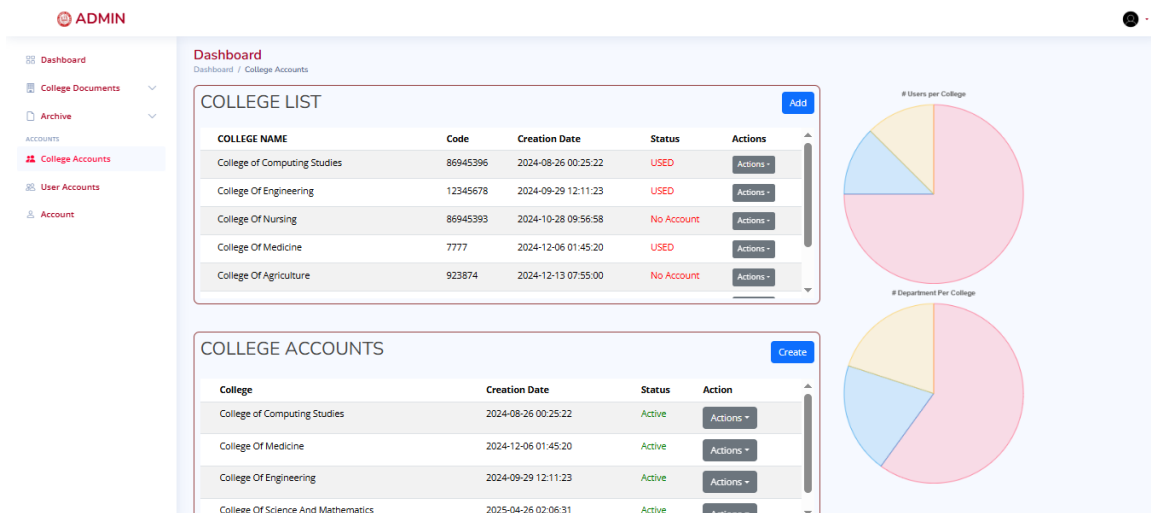 ADMIN
Dashboard
College Documents
Archive
ACCOUNTS
College Accounts
User Accounts
Account
Dashboard
Dashboard / College Accounts
COLLEGE LIST
Add
COLLEGE NAME Code Creation Date Status Actions
College of Computing Studies 86945396 2024-08-26 00:25:22 USED Actions
College Of Engineering 12345678 2024-09-29 12:11:23 USED Actions
College Of Nursing 86945393 2024-10-28 09:56:58 No Account Actions
College Of Medicine 7777 2024-12-06 01:45:20 USED Actions
College Of Agriculture 923874 2024-12-13 07:55:00 No Account Actions
COLLEGE ACCOUNTS
Create
College Creation Date Status Action
College of Computing Studies 2024-08-26 00:25:22 Active Actions
College Of Medicine 2024-12-06 01:45:20 Active Actions
College Of Engineering 2024-09-29 12:11:23 Active Actions
College Of Science And Mathematics 2025-04-26 02:06:31 Active
# Users per College
# Department Per College